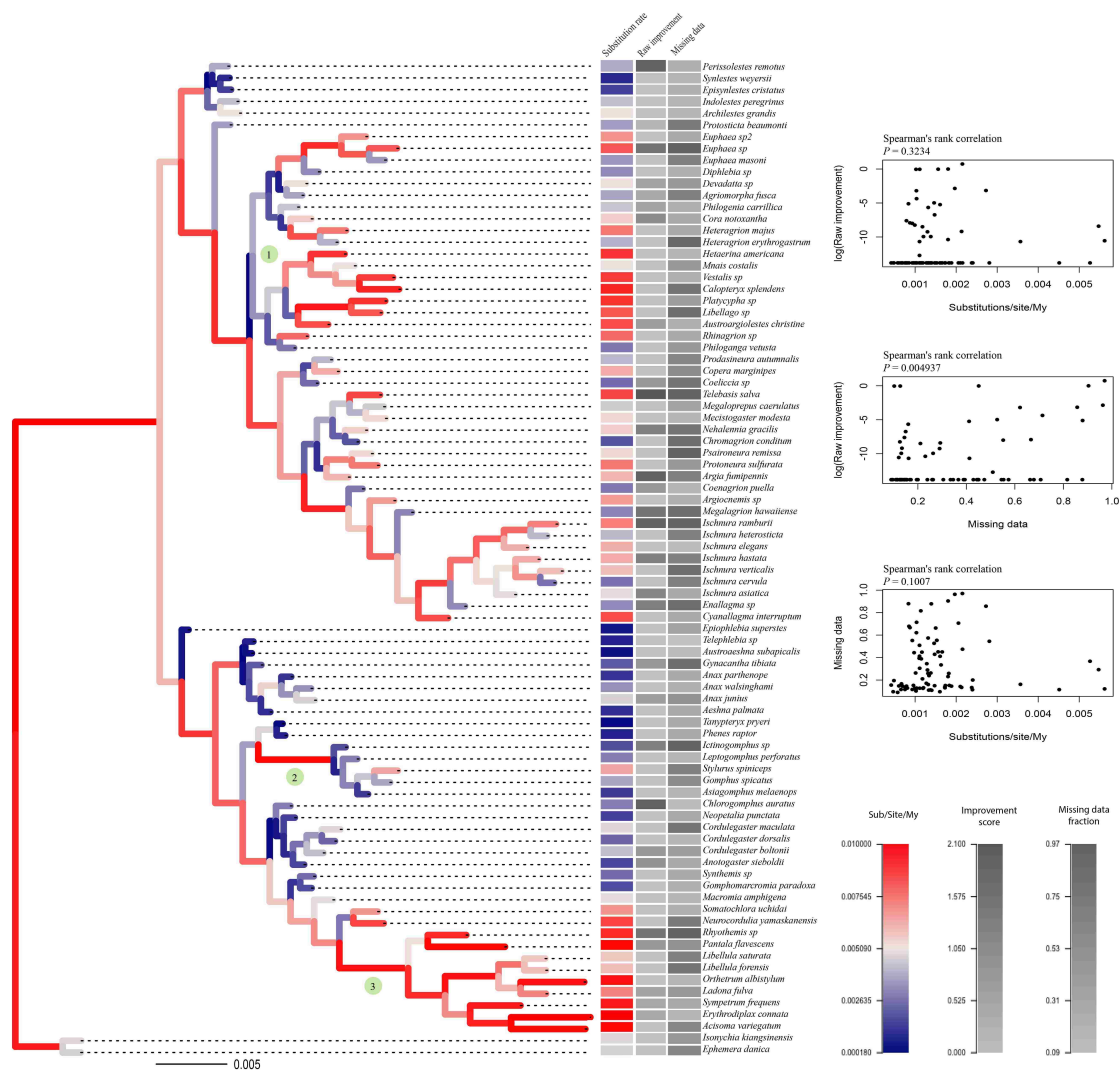 Substitution rate
Raw improvement
Missing data
Perissolestes remotus
Synlestes weyersii
Episynlestes cristatus
Indolestes peregrinus
Archilestes grandis
Protosticta beaumonti
Euphaea sp2
Euphaea sp
Euphaea masoni
Diphlebia sp
Devadatta sp
Agriomorpha fusca
Philogenia carrillica
Cora notoxantha
Heteragrion majus
Heteragrion erythrogastrum
Hetaerina americana
Mnais costalis
Vestalis sp
Calopteryx splendens
Platycypha sp
Libellago sp
Austroargiolestes christine
Rhinagrion sp
Philoganga vetusta
Prodasineura autumnalis
Copera marginipes
Coeliccia sp
Telebasis salva
Megaloprepus caerulatus
Mecistogaster modesta
Nehalennia gracilis
Chromagrion conditum
Psaironeura remissa
Protoneura sulfurata
Argia fumipennis
Coenagrion puella
Argiocnemis sp
Megalagrion hawaiiense
Ischnura ramburii
Ischnura heterosticta
Ischnura elegans
Ischnura hastata
Ischnura verticalis
Ischnura cervula
Ischnura asiatica
Enallagma sp
Cyanallagma interruptum
Epiophlebia superstes
Telephlebia sp
Austroaeshna subapicalis
Gynacantha tibiata
Anax parthenope
Anax walsinghami
Anax junius
Aeshna palmata
Tanypteryx pryeri
Phenes raptor
Ictinogomphus sp
Leptogomphus perforatus
Stylurus spiniceps
Gomphus spicatus
Asiagomphus melaenops
Chlorogomphus auratus
Neopetalia punctata
Cordulegaster maculata
Cordulegaster dorsalis
Cordulegaster boltonii
Anotogaster sieboldii
Synthemis sp
Gomphomarcromia paradoxa
Macromia amphigena
Somatochlora uchidai
Neurocordulia yamaskanensis
Rhyothemis sp
Pantala flavescens
Libellula saturata
Libellula forensis
Orthetrum albistylum
Ladona fulva
Sympetrum frequens
Erythrodiplax connata
Acisoma variegatum
Isonychia kiangsinensis
Ephemera danica
1
2
3
0.005
Spearman's rank correlation
P = 0.3234
log(Raw improvement)
0
-5
-10
0.001 0.002 0.003 0.004 0.005
Substitutions/site/My
Spearman's rank correlation
P = 0.004937
log(Raw improvement)
0
-5
-10
0.2 0.4 0.6 0.8 1.0
Missing data
Spearman's rank correlation
P = 0.1007
Missing data
1.0
0.8
0.6
0.4
0.2
0.001 0.002 0.003 0.004 0.005
Substitutions/site/My
Sub/Site/My
0.010000
0.007545
0.005090
0.002635
0.000180
Improvement
score
2.100
1.575
1.050
0.525
0.000
Missing data
fraction
0.97
0.75
0.53
0.31
0.09